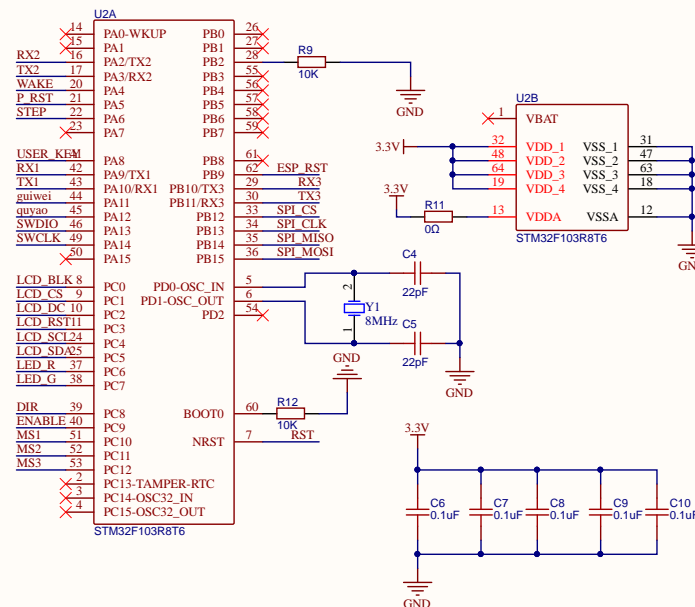 U2A
14 PA0-WKUP PB0 26
15 PA1 PB1 27
RX2 16 PA2/TX2 PB2 28 R9 10K GND
TX2 17 PA3/RX2 PB3 55
WAKE 20 PA4 PB4 56
P_RST 21 PA5 PB5 57
STEP 22 PA6 PB6 58
23 PA7 PB7 59
USER_KEY PA8 PB8 61
RX1 42 PA9/TX1 PB9 62 ESP_RST
TX1 43 PA10/RX1 PB10/TX3 29 RX3
guiwei 44 PA11 PB11/RX3 30 TX3
quyao 45 PA12 PB12 33 SPI_CS
SWDIO 46 PA13 PB13 34 SPI_CLK
SWCLK 49 PA14 PB14 35 SPI_MISO
50 PA15 PB15 36 SPI_MOSI
LCD_BLK 8 PC0 PD0-OSC_IN 5
LCD_CS 9 PC1 PD1-OSC_OUT 6
LCD_DC 10 PC2 PD2 54
LCD_RST 11 PC3
LCD_SCL 24 PC4
LCD_SDA 25 PC5
LED_R 37 PC6
LED_G 38 PC7
DIR 39 PC8 BOOT0 60 R12 10K GND
ENABLE 40 PC9
MS1 51 PC10 NRST 7 RST
MS2 52 PC11
MS3 53 PC12
2 PC13-TAMPER-RTC
3 PC14-OSC32_IN
4 PC15-OSC32_OUT
STM32F103R8T6
2 Y1
1 8MHz
C4
22pF
C5
22pF
GND
U2B
1 VBAT
3.3V 32 VDD_1 VSS_1 31
48 VDD_2 VSS_2 47
64 VDD_3 VSS_3 63
19 VDD_4 VSS_4 18
3.3V R11 0Ω 13 VDDA VSSA 12
STM32F103R8T6
GND
3.3V
C6 C7 C8 C9 C10
0.1uF 0.1uF 0.1uF 0.1uF 0.1uF
GND